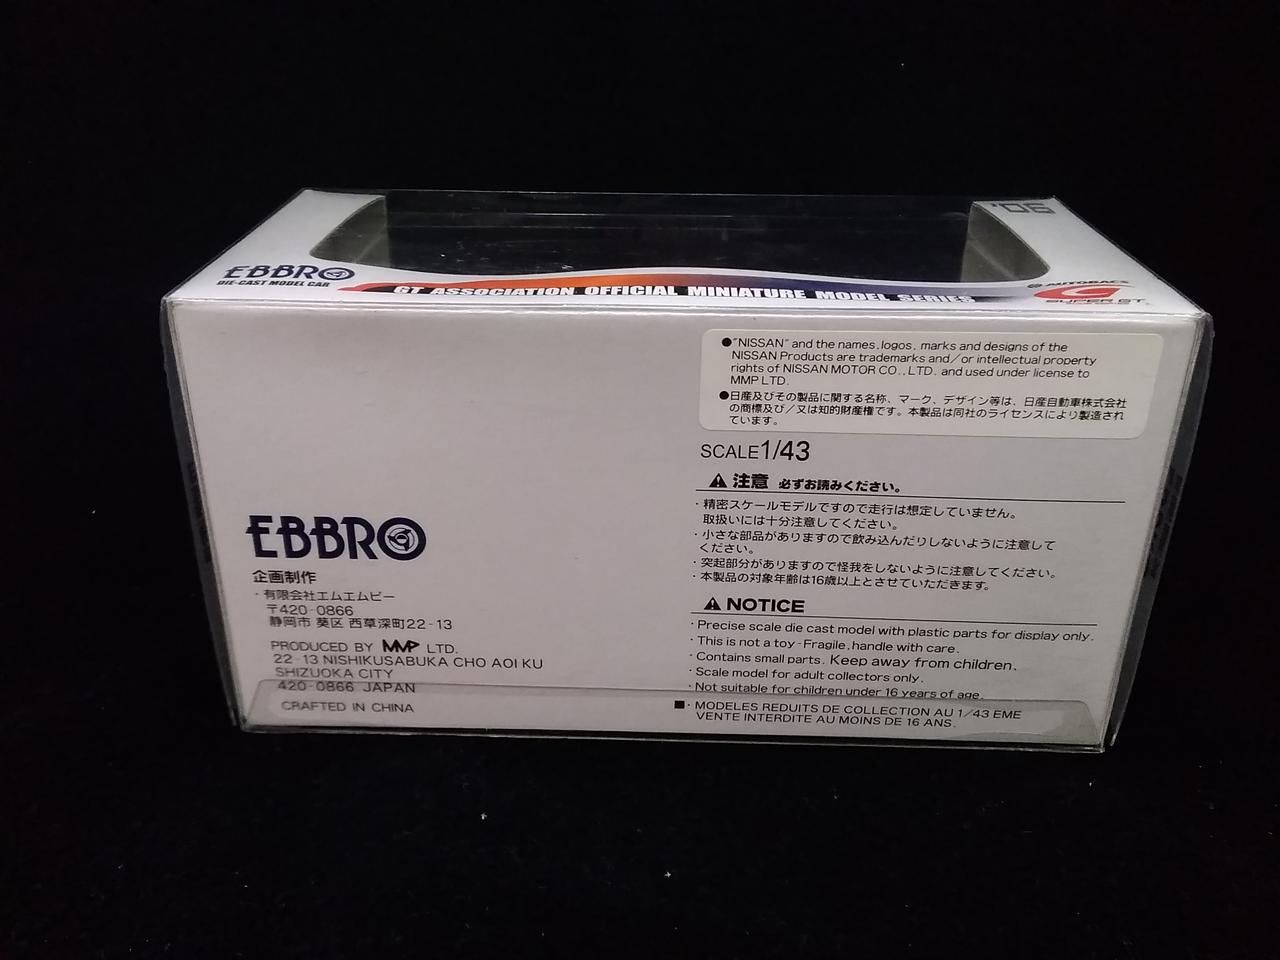 '06
EBBRO
DIE-CAST MODEL CAR
GT ASSOCIATION OFFICIAL MINIATURE MODEL SERIES
AUTOBACS
SUPER GT
●"NISSAN" and the names, logos, marks and designs of the
NISSAN Products are trademarks and/or intellectual property
rights of NISSAN MOTOR CO., LTD. and used under license to
MMP LTD.
●日産及びその製品に関する名称、マーク、デザイン等は、日産自動車株式会社
の商標及び/又は知的財産権です。本製品は同社のライセンスにより製造され
ています。
SCALE1/43
注意 必ずお読みください。
・精密スケールモデルですので走行は想定していません。
取扱いには十分注意してください。
・小さな部品がありますので飲み込んだりしないように注意して
ください。
・突起部分がありますので怪我をしないように注意してください。
・本製品の対象年齢は16歳以上とさせていただきます。
NOTICE
・Precise scale die cast model with plastic parts for display only.
・This is not a toy - Fragile, handle with care.
・Contains small parts. Keep away from children.
・Scale model for adult collectors only.
・Not suitable for children under 16 years of age.
■・MODELES REDUITS DE COLLECTION AU 1/43 EME
VENTE INTERDITE AU MOINS DE 16 ANS.
EBBRO
企画制作
・有限会社エムエムピー
〒420-0866
静岡市 葵区 西草深町22-13
PRODUCED BY MMP LTD.
22-13 NISHIKUSABUKA CHO AOI KU
SHIZUOKA CITY
420-0866 JAPAN
CRAFTED IN CHINA